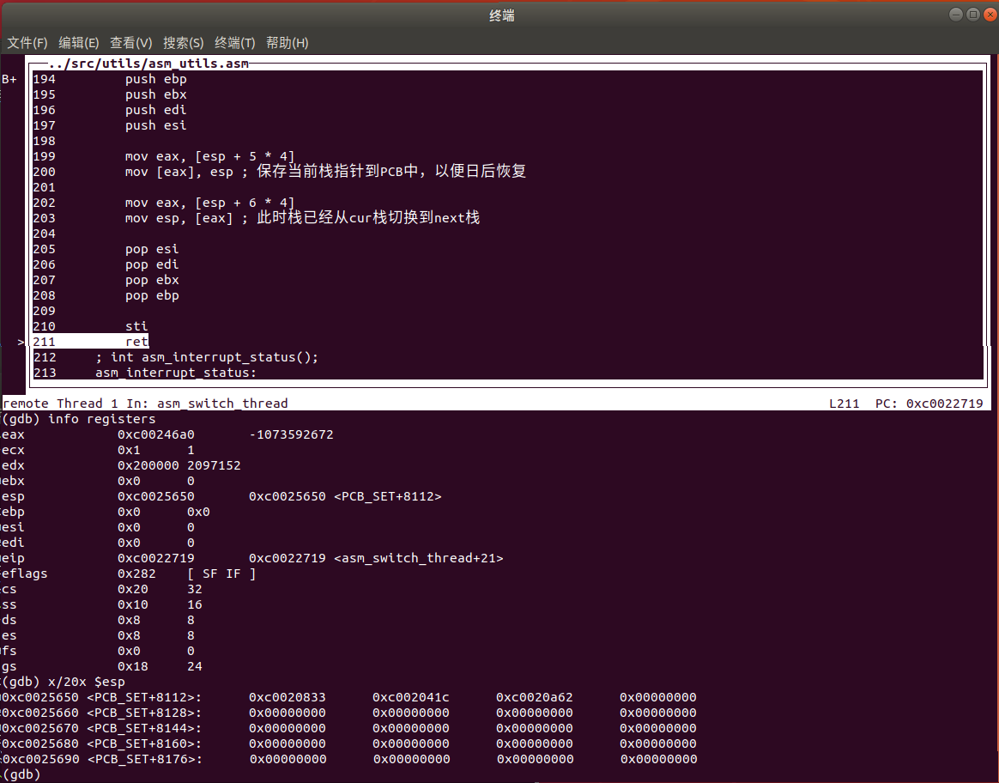 终端
文件(F) 编辑(E) 查看(V) 搜索(S) 终端(T) 帮助(H)
../src/utils/asm_utils.asm
B+ 194 push ebp
195 push ebx
196 push edi
197 push esi
198
199 mov eax, [esp + 5 * 4]
200 mov [eax], esp ; 保存当前栈指针到PCB中，以便日后恢复
201
202 mov eax, [esp + 6 * 4]
203 mov esp, [eax] ; 此时栈已经从cur栈切换到next栈
204
205 pop esi
206 pop edi
207 pop ebx
208 pop ebp
209
210 sti
> 211 ret
212 ; int asm_interrupt_status();
213 asm_interrupt_status:
remote Thread 1 In: asm_switch_thread L211 PC: 0xc0022719
(gdb) info registers
eax 0xc00246a0 -1073592672
ecx 0x1 1
edx 0x200000 2097152
ebx 0x0 0
esp 0xc0025650 0xc0025650 <PCB_SET+8112>
ebp 0x0 0x0
esi 0x0 0
edi 0x0 0
eip 0xc0022719 0xc0022719 <asm_switch_thread+21>
eflags 0x282 [ SF IF ]
cs 0x20 32
ss 0x10 16
ds 0x8 8
es 0x8 8
fs 0x0 0
gs 0x18 24
(gdb) x/20x $esp
0xc0025650 <PCB_SET+8112>: 0xc0020833 0xc002041c 0xc0020a62 0x00000000
0xc0025660 <PCB_SET+8128>: 0x00000000 0x00000000 0x00000000 0x00000000
0xc0025670 <PCB_SET+8144>: 0x00000000 0x00000000 0x00000000 0x00000000
0xc0025680 <PCB_SET+8160>: 0x00000000 0x00000000 0x00000000 0x00000000
0xc0025690 <PCB_SET+8176>: 0x00000000 0x00000000 0x00000000 0x00000000
(gdb)